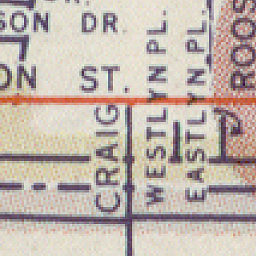 SON DR.
ON ST.
CRAIG
WESTLYN PL.
EASTLYN PL.
ROOS